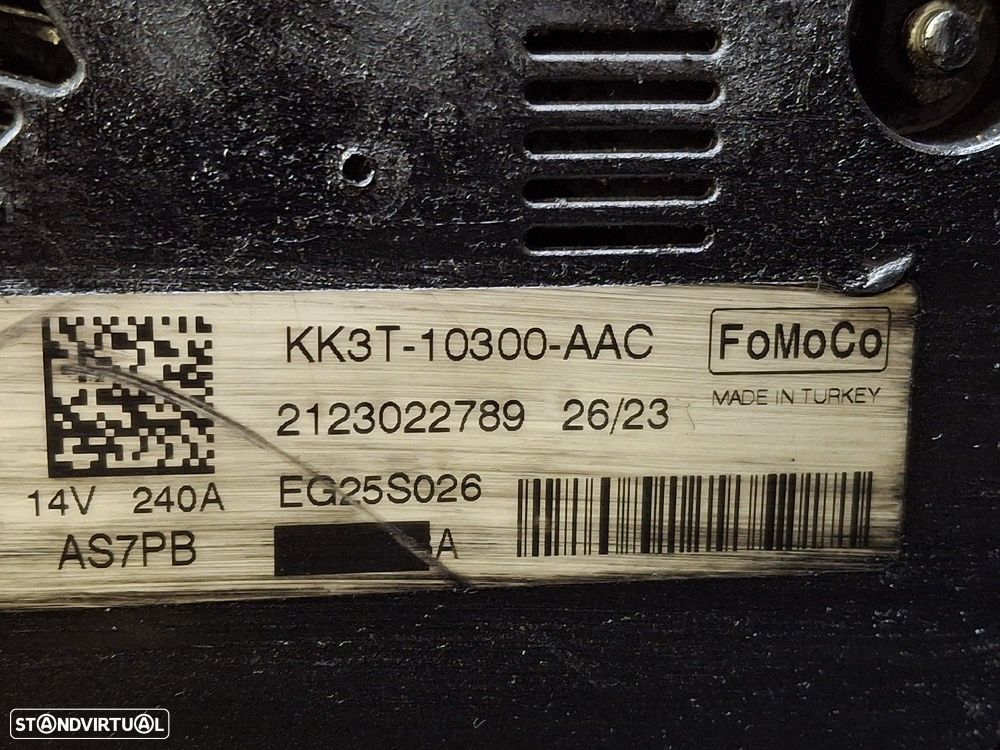 KK3T-10300-AAC
FoMoCo
MADE IN TURKEY
2123022789 26/23
14V 240A
EG25S026
AS7PB
A
STANDVIRTUAL